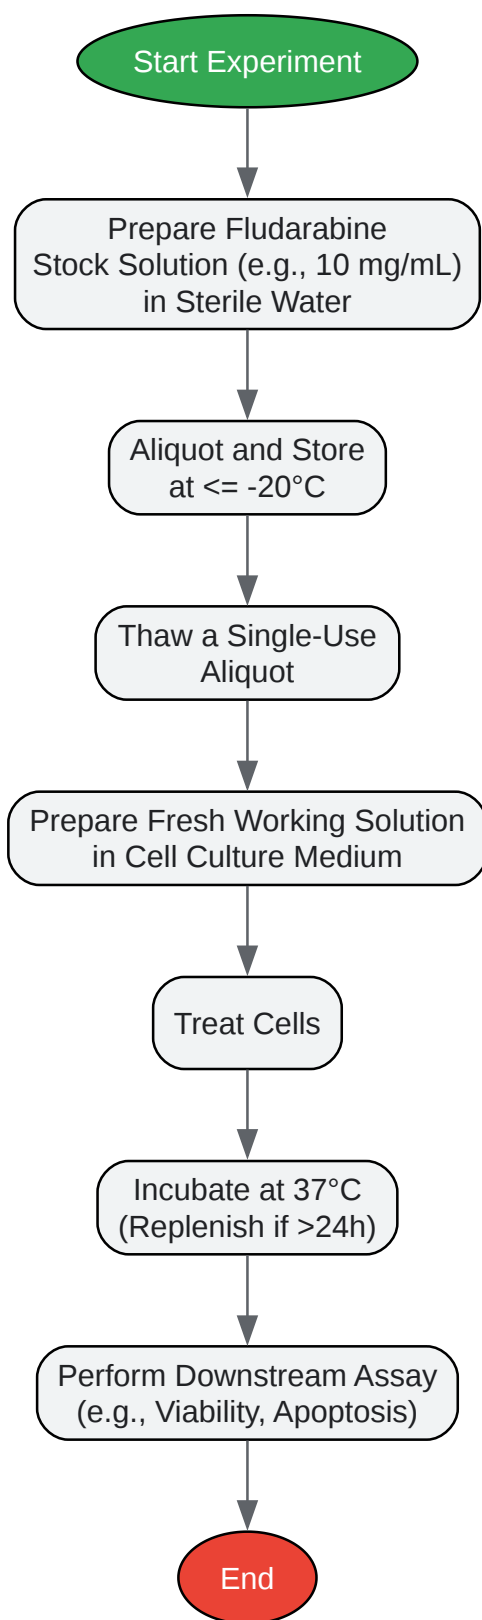 Start Experiment
Prepare Fludarabine
Stock Solution (e.g., 10 mg/mL)
in Sterile Water
Aliquot and Store
at <= -20°C
Thaw a Single-Use
Aliquot
Prepare Fresh Working Solution
in Cell Culture Medium
Treat Cells
Incubate at 37°C
(Replenish if >24h)
Perform Downstream Assay
(e.g., Viability, Apoptosis)
End